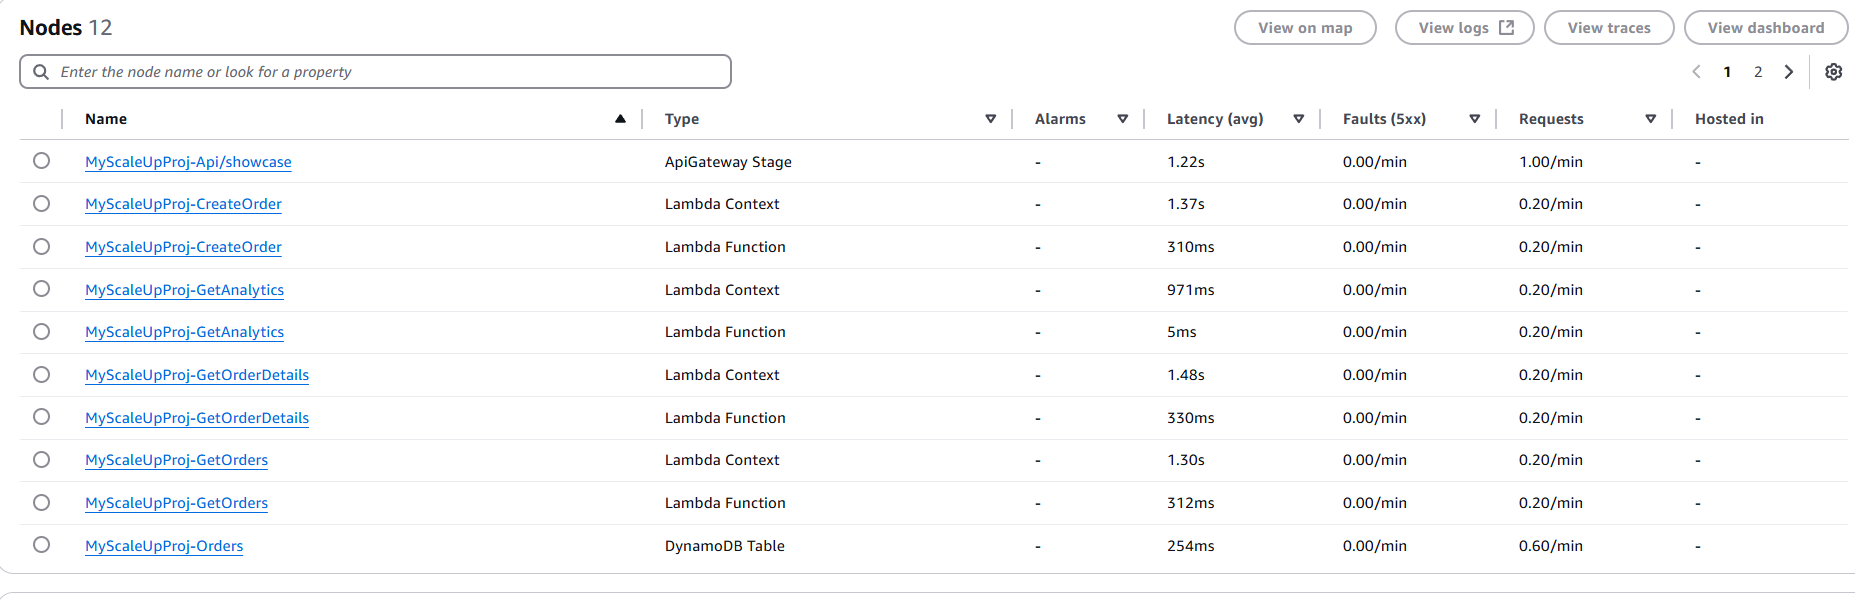 Nodes 12 View on map View logs View traces View dashboard
Enter the node name or look for a property 1 2
Name Type Alarms Latency (avg) Faults (5xx) Requests Hosted in
MyScaleUpProj-Api/showcase ApiGateway Stage - 1.22s 0.00/min 1.00/min -
MyScaleUpProj-CreateOrder Lambda Context - 1.37s 0.00/min 0.20/min -
MyScaleUpProj-CreateOrder Lambda Function - 310ms 0.00/min 0.20/min -
MyScaleUpProj-GetAnalytics Lambda Context - 971ms 0.00/min 0.20/min -
MyScaleUpProj-GetAnalytics Lambda Function - 5ms 0.00/min 0.20/min -
MyScaleUpProj-GetOrderDetails Lambda Context - 1.48s 0.00/min 0.20/min -
MyScaleUpProj-GetOrderDetails Lambda Function - 330ms 0.00/min 0.20/min -
MyScaleUpProj-GetOrders Lambda Context - 1.30s 0.00/min 0.20/min -
MyScaleUpProj-GetOrders Lambda Function - 312ms 0.00/min 0.20/min -
MyScaleUpProj-Orders DynamoDB Table - 254ms 0.00/min 0.60/min -